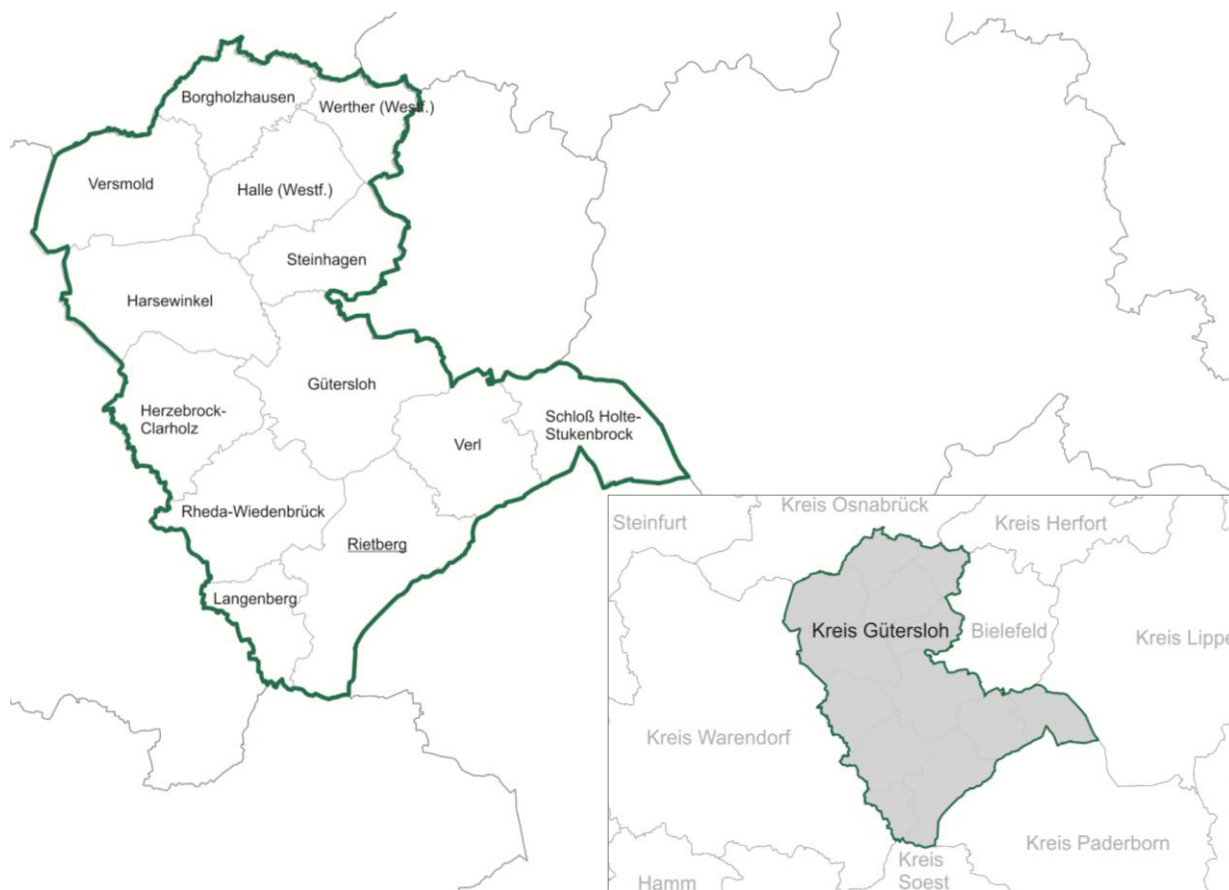 Borgholzhausen
Werther (Westf.)
Versmold
Halle (Westf.)
Steinhagen
Harsewinkel
Gütersloh
Herzebrock-
Clarholz
Schloß Holte-
Stukenbrock
Verl
Rheda-Wiedenbrück
Rietberg
Langenberg
Kreis Osnabrück
Steinfurt
Kreis Herfort
Kreis Gütersloh
Bielefeld
Kreis Lippe
Kreis Warendorf
Kreis Paderborn
Kreis
Soest
Hamm